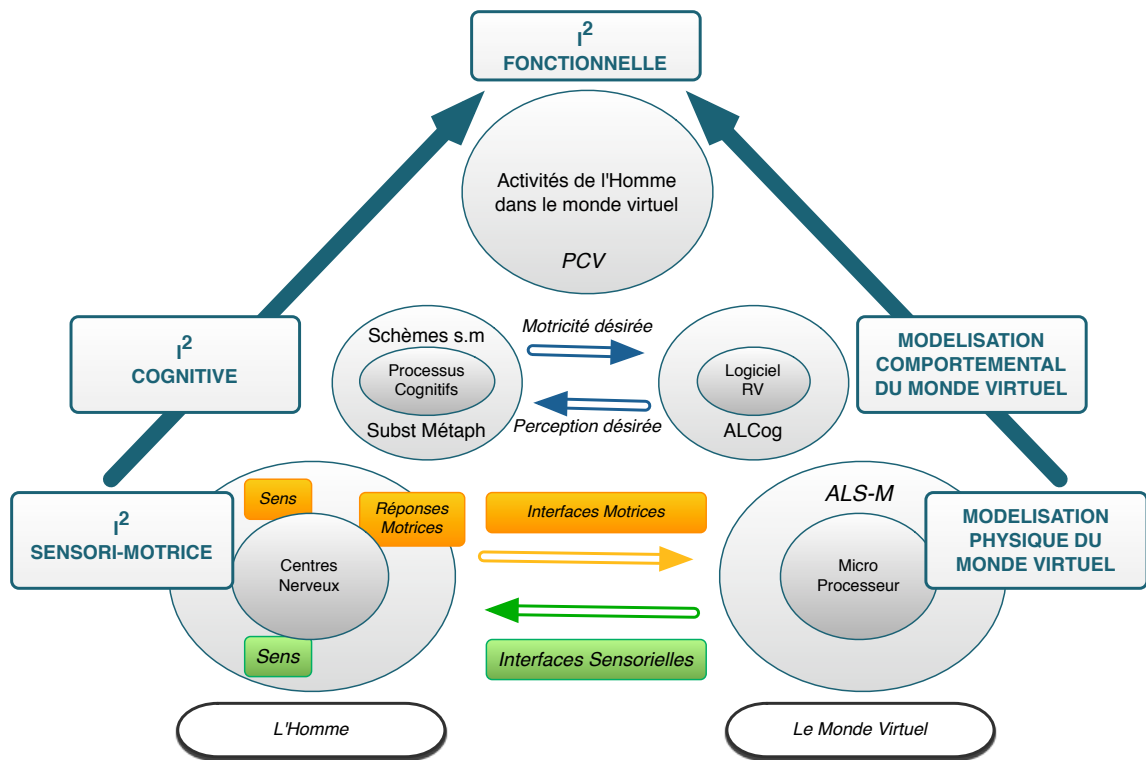 I²
FONCTIONNELLE
Activités de l'Homme
dans le monde virtuel
PCV
I²
COGNITIVE
Schèmes s.m
Processus
Cognitifs
Subst Métaph
Motricité désirée
Perception désirée
Logiciel
RV
ALCog
MODELISATION
COMPORTEMENTAL
DU MONDE VIRTUEL
I²
SENSORI-MOTRICE
Sens
Réponses
Motrices
Centres
Nerveux
Sens
Interfaces Motrices
Interfaces Sensorielles
ALS-M
Micro
Processeur
MODELISATION
PHYSIQUE DU
MONDE VIRTUEL
L'Homme
Le Monde Virtuel